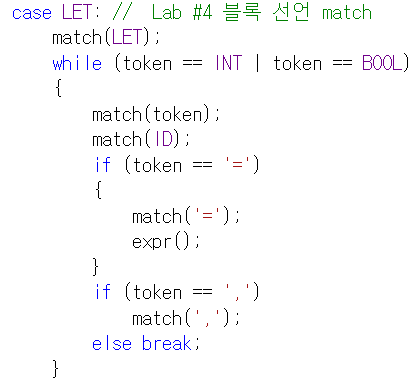 case LET: //  Lab #4 블록 선언 match
    match(LET);
    while (token == INT | token == BOOL)
    {
        match(token);
        match(ID);
        if (token == '=')
        {
            match('=');
            expr();
        }
        if (token == ',')
            match(',');
        else break;
    }